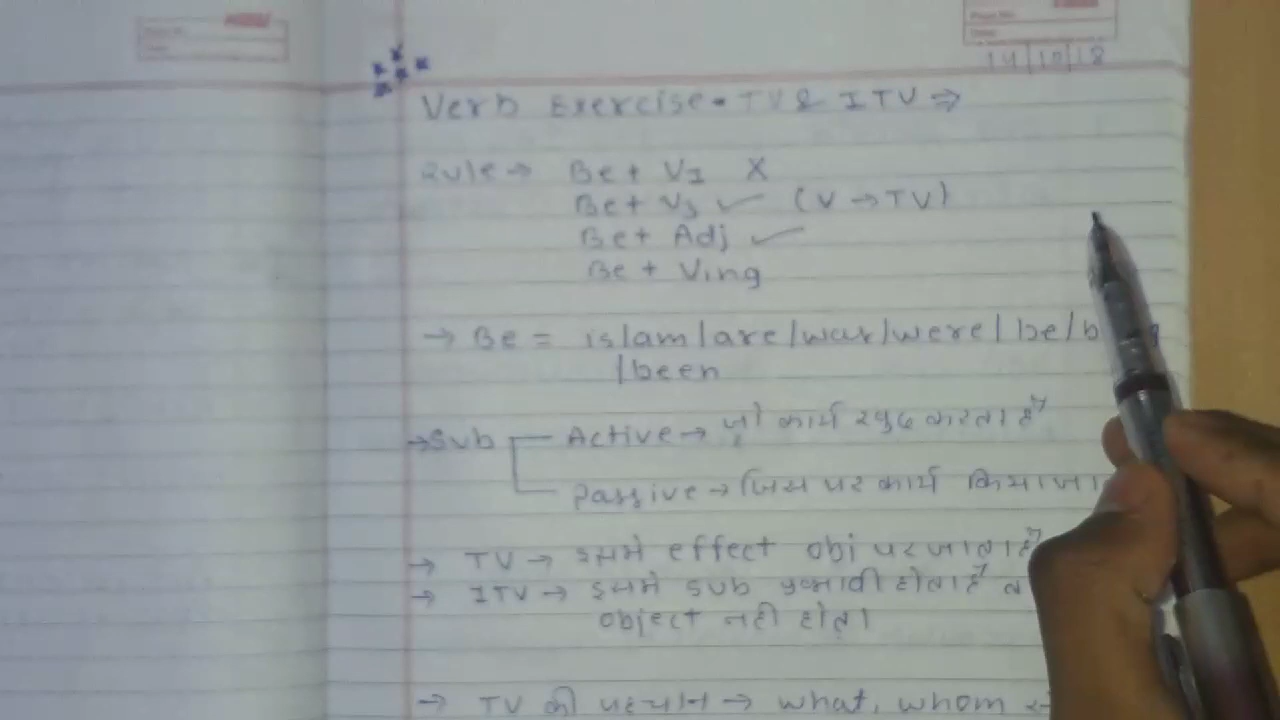 14/10/18
Verb Exercise - TV & ITV ⇒
Rule → Be + V1 X
Be + V3 ✓ (V → TV)
Be + Adj ✓
Be + Ving
→ Be = is/am/are/was/were/be/
/been
→ Sub Active → जो कार्य खुद करता है
Passive → जिस पर कार्य किया जा
→ TV → इसमे effect obj पर जाता है
→ ITV → इसमे sub प्रभावी होता है
object नही होता
→ TV की पहचान → what, whom